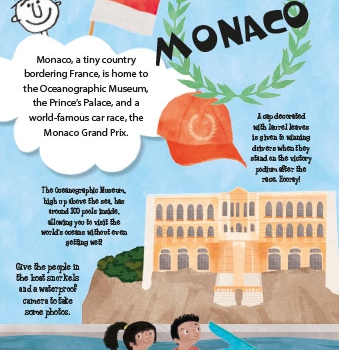 MONACO
Monaco, a tiny country
bordering France, is home to
the Oceanographic Museum,
the Prince's Palace, and a
world-famous car race, the
Monaco Grand Prix.
A cap decorated
with laurel leaves
is given to winning
drivers when they
stand on the victory
podium after the
race. Hooray!
The Oceanographic Museum,
high up above the sea, has
around 100 pools inside,
allowing you to visit the
world's oceans without even
getting wet!
Give the people in
the boat snorkels
and a waterproof
camera to take
some photos.